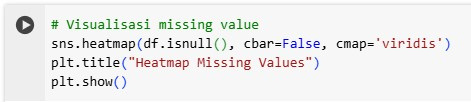 # Visualisasi missing value
sns.heatmap(df.isnull(), cbar=False, cmap='viridis')
plt.title("Heatmap Missing Values")
plt.show()